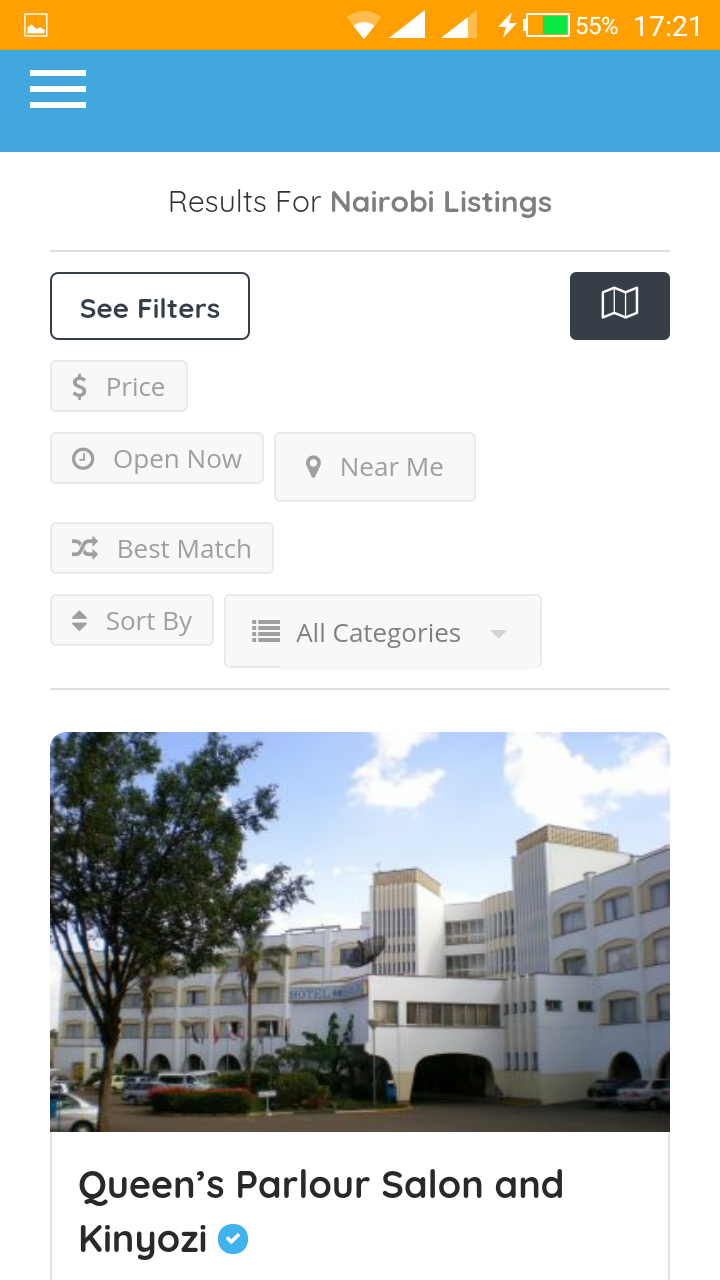 55% 17:21
Results For Nairobi Listings
See Filters
$ Price
Open Now Near Me
Best Match
Sort By All Categories
HOTEL
Queen’s Parlour Salon and
Kinyozi